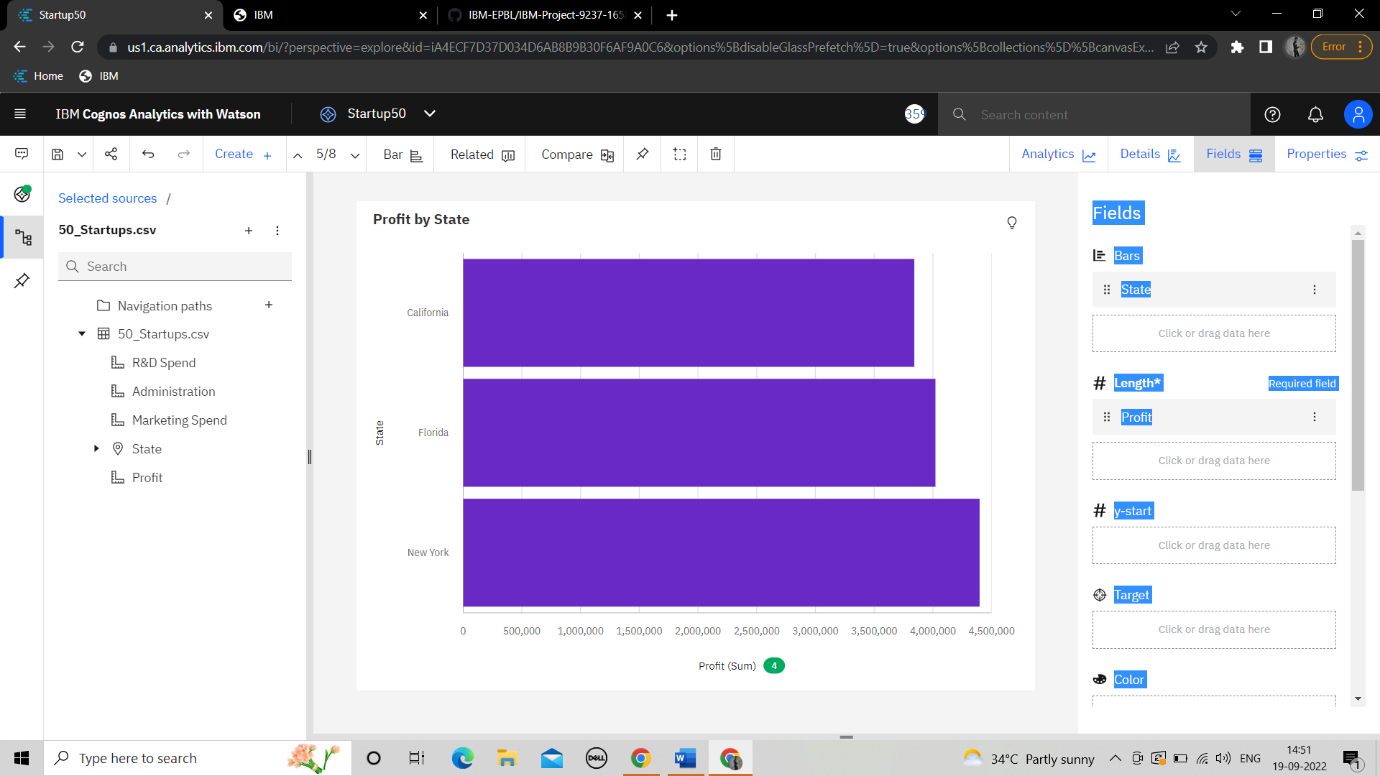 Startup50
IBM
IBM-EPBL/IBM-Project-9237-165
us1.ca.analytics.ibm.com/bi/?perspective=explore&id=iA4ECF7D37D034D6AB8B9B30F6AF9A0C6&options%5BdisableGlassPrefetch%5D=true&options%5Bcollections%5D%5BcanvasEx...
Error
Home
IBM
IBM Cognos Analytics with Watson
Startup50
359
Search content
Create
5/8
Bar
Related
Compare
Analytics
Details
Fields
Properties
Selected sources /
50_Startups.csv
Search
Navigation paths
50_Startups.csv
R&D Spend
Administration
Marketing Spend
State
Profit
Profit by State
State
California
Florida
New York
0 500,000 1,000,000 1,500,000 2,000,000 2,500,000 3,000,000 3,500,000 4,000,000 4,500,000
Profit (Sum) 4
Fields
Bars
State
Click or drag data here
# Length* Required field
Profit
Click or drag data here
# y-start
Click or drag data here
Target
Click or drag data here
Color
Type here to search
DELL
34°C Partly sunny
ENG
14:51
19-09-2022
1